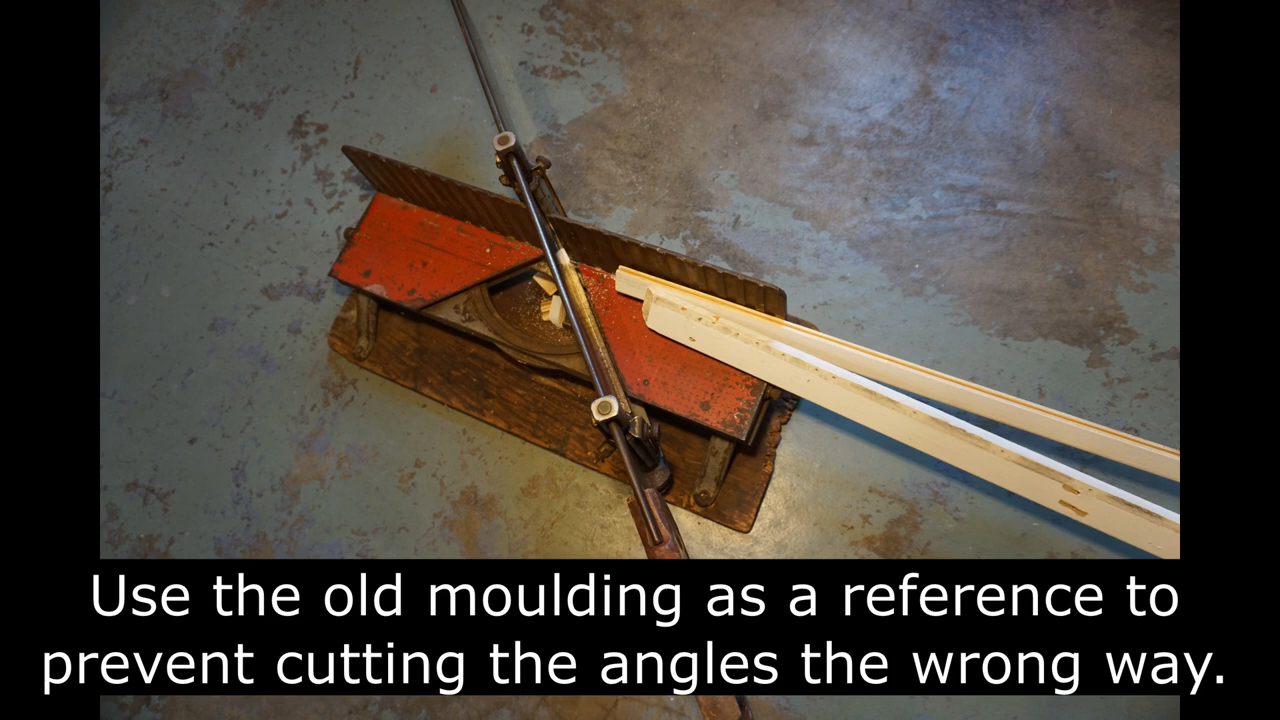 Use the old moulding as a reference to
prevent cutting the angles the wrong way.